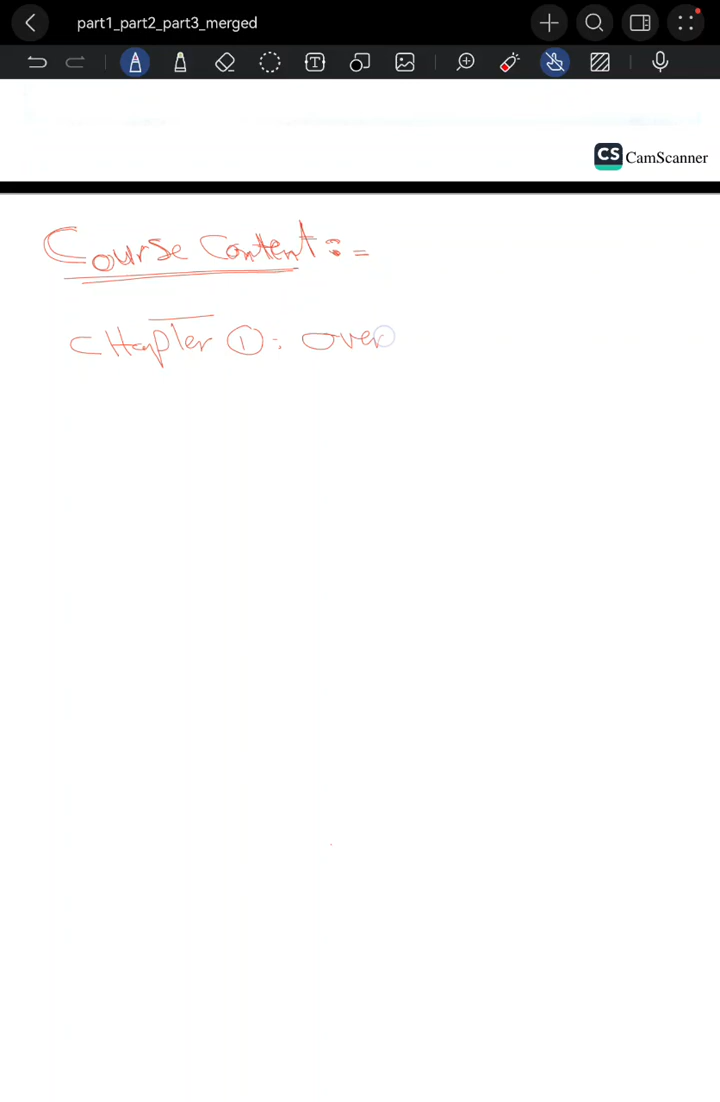 part1_part2_part3_merged
CS CamScanner
Course Content :=
CHapter ①: over